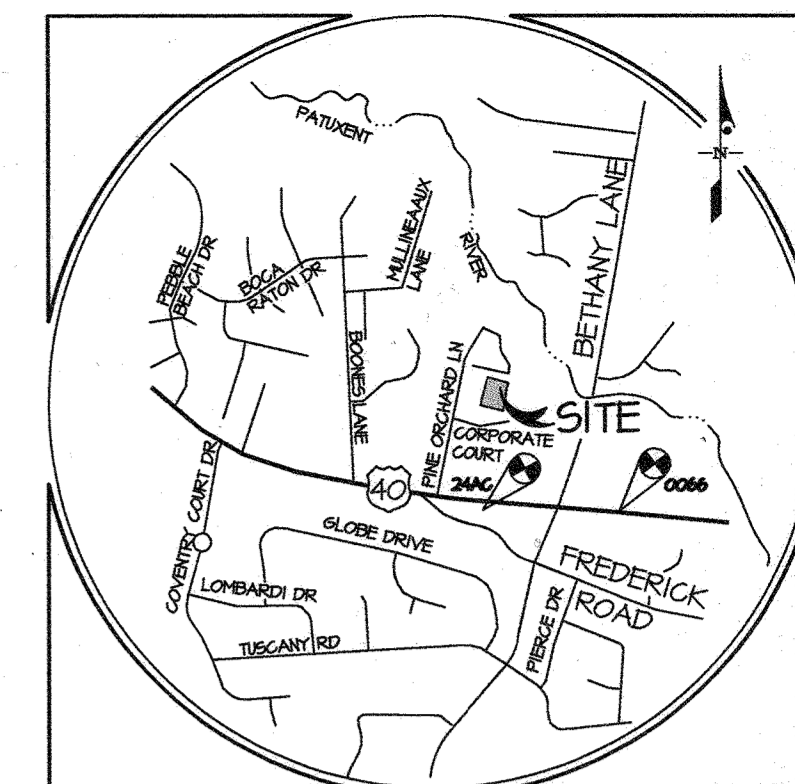 PATUXENT
RIVER
N
BETHANY LANE
MULLINEAAUX
LANE
PEBBLE
BEACH DR
BOCA
RATON DR
BOONES LANE
PINE ORCHARD LN
SITE
CORPORATE
COURT
24AC
0066
40
COVENTRY COURT DR
GLOBE DRIVE
FREDERICK
ROAD
LOMBARDI DR
PIERCE DR
TUSCANY RD